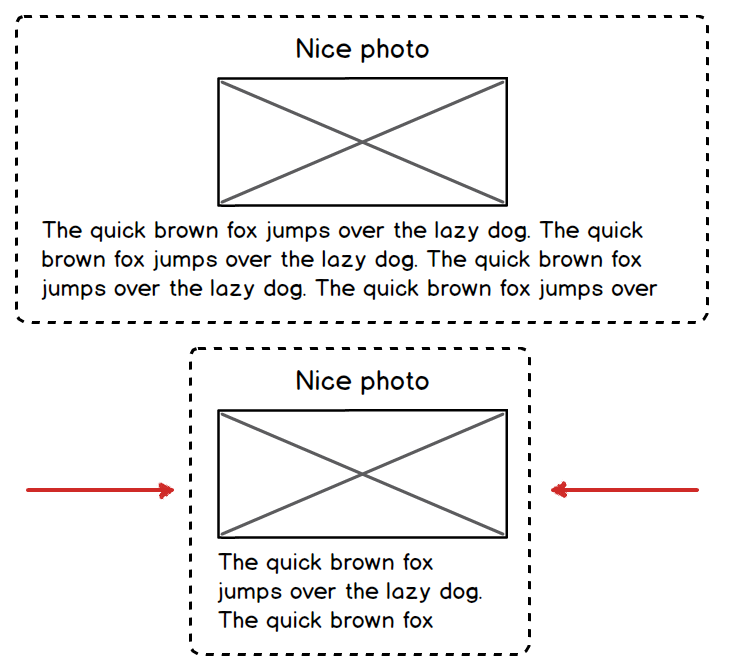 Nice photo
The quick brown fox jumps over the lazy dog. The quick
brown fox jumps over the lazy dog. The quick brown fox
jumps over the lazy dog. The quick brown fox jumps over
Nice photo
The quick brown fox
jumps over the lazy dog.
The quick brown fox